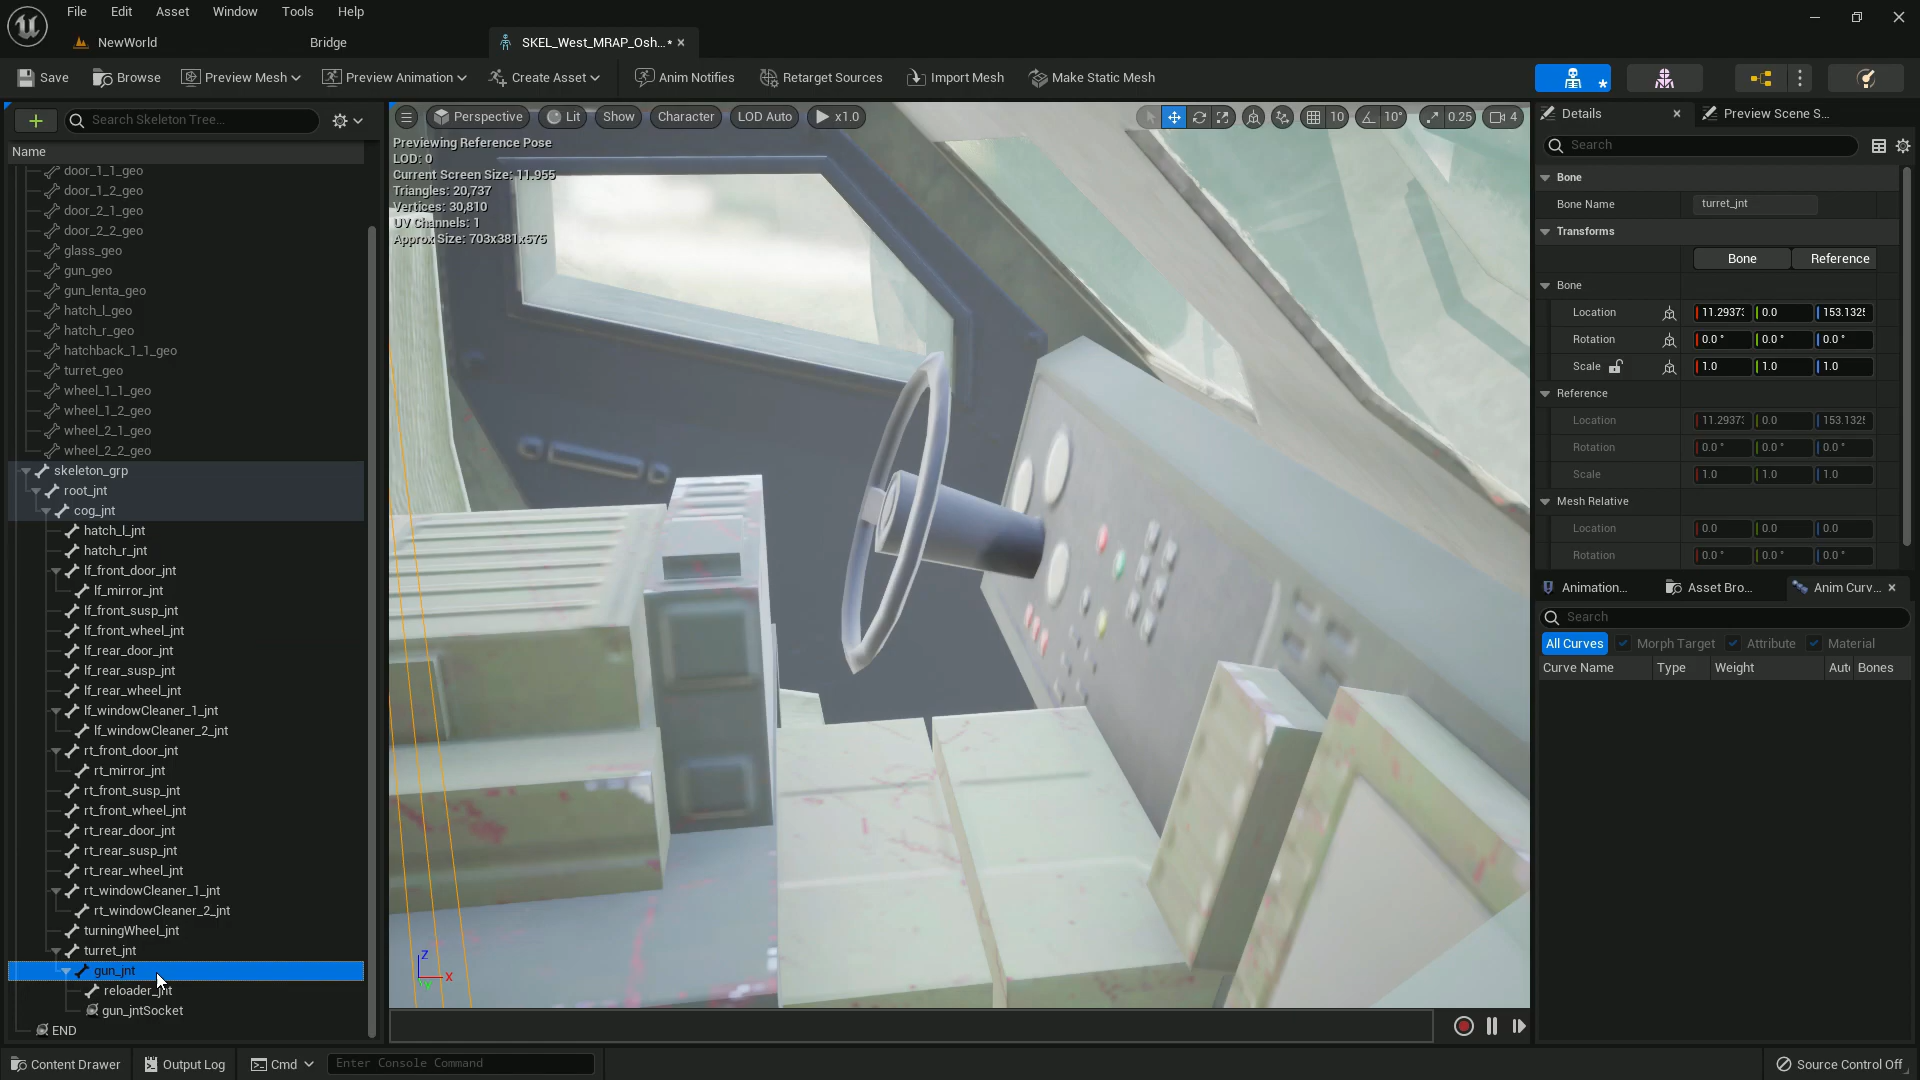 File Edit Asset Window Tools Help
NewWorld Bridge SKEL_West_MRAP_Osh...•
Save Browse Preview Mesh Preview Animation Create Asset Anim Notifies Retarget Sources Import Mesh Make Static Mesh
Search Skeleton Tree...
Name
door_1_1_geo
door_1_2_geo
door_2_1_geo
door_2_2_geo
glass_geo
gun_geo
gun_lenta_geo
hatch_l_geo
hatch_r_geo
hatchback_1_1_geo
turret_geo
wheel_1_1_geo
wheel_1_2_geo
wheel_2_1_geo
wheel_2_2_geo
skeleton_grp
root_jnt
cog_jnt
hatch_l_jnt
hatch_r_jnt
lf_front_door_jnt
lf_mirror_jnt
lf_front_susp_jnt
lf_front_wheel_jnt
lf_rear_door_jnt
lf_rear_susp_jnt
lf_rear_wheel_jnt
lf_windowCleaner_1_jnt
lf_windowCleaner_2_jnt
rt_front_door_jnt
rt_mirror_jnt
rt_front_susp_jnt
rt_front_wheel_jnt
rt_rear_door_jnt
rt_rear_susp_jnt
rt_rear_wheel_jnt
rt_windowCleaner_1_jnt
rt_windowCleaner_2_jnt
turningWheel_jnt
turret_jnt
gun_jnt
reloader_jnt
gun_jntSocket
END
Perspective Lit Show Character LOD Auto x1.0 10 10° 0.25 4
Previewing Reference Pose
LOD: 0
Current Screen Size: 11.955
Triangles: 20,737
Vertices: 30,810
UV Channels: 1
Approx Size: 703x381x575
Z
X
Y
Details Preview Scene S...
Search
Bone
Bone Name turret_jnt
Transforms
Bone Reference
Bone
Location 11.2937 0.0 153.132
Rotation 0.0 ° 0.0 ° 0.0 °
Scale 1.0 1.0 1.0
Reference
Location 11.2937 0.0 153.132
Rotation 0.0 ° 0.0 ° 0.0 °
Scale 1.0 1.0 1.0
Mesh Relative
Location 0.0 0.0 0.0
Rotation 0.0 ° 0.0 ° 0.0 °
Animation... Asset Bro... Anim Curv...
Search
All Curves Morph Target Attribute Material
Curve Name Type Weight Aut Bones
Content Drawer Output Log Cmd Enter Console Command Source Control Off